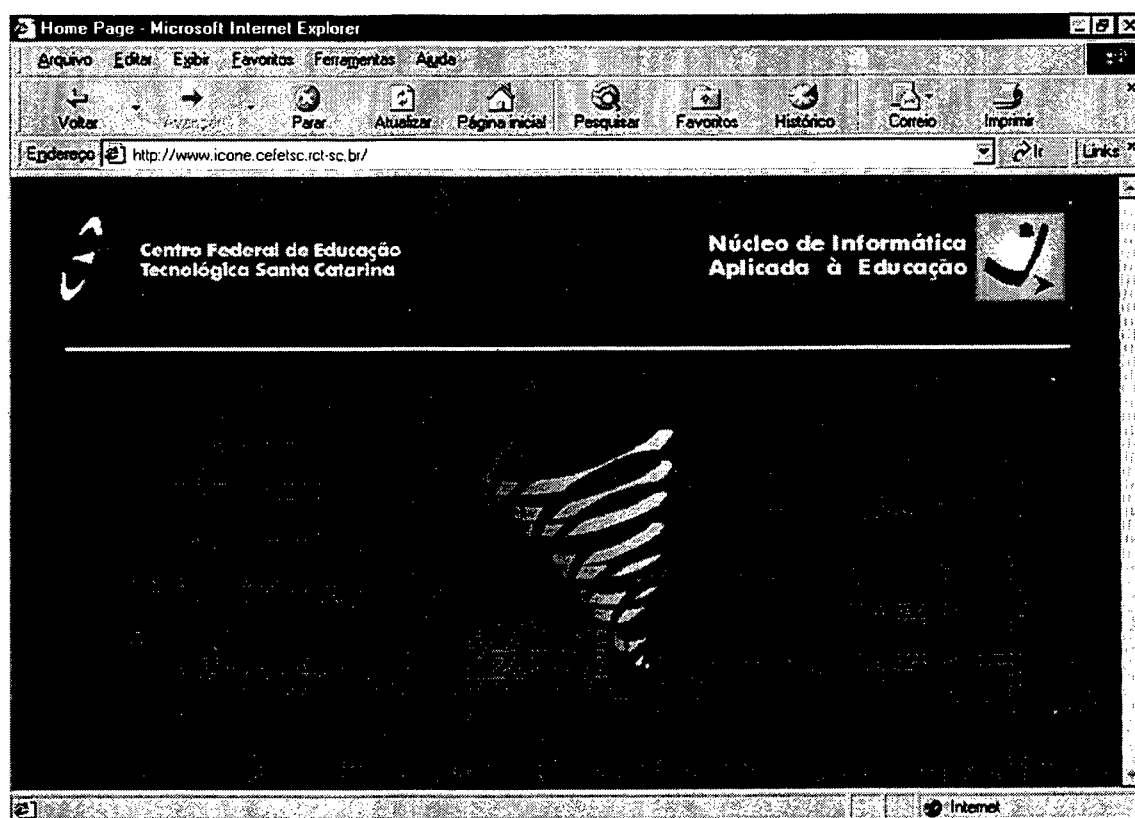 Home Page - Microsoft Internet Explorer
Arquivo Editar Exibir Favoritos Ferramentas Ajuda
Voltar Avançar Parar Atualizar Página inicial Pesquisar Favoritos Histórico Correio Imprimir
Endereço http://www.icone.cefetsc.rct-sc.br/ Ir Links
Centro Federal de Educação
Tecnológica Santa Catarina
Núcleo de Informática
Aplicada à Educação
Internet